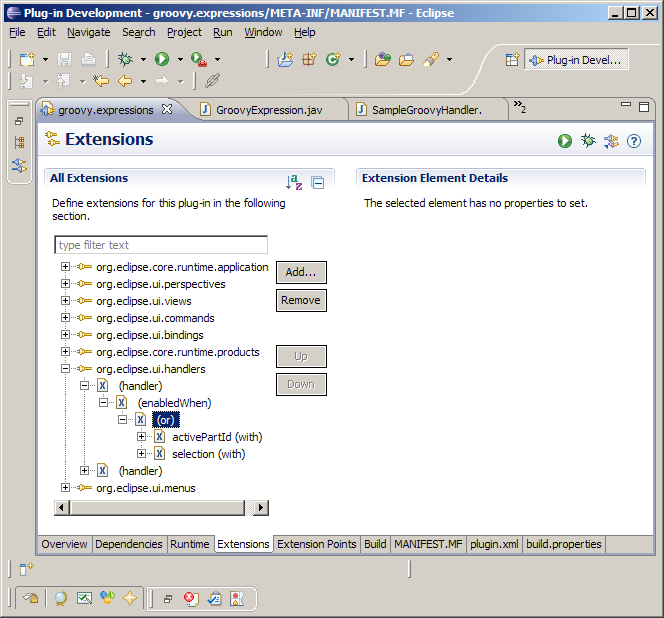 Plug-in Development - groovy.expressions/META-INF/MANIFEST.MF - Eclipse
File Edit Navigate Search Project Run Window Help
Plug-in Devel...
groovy.expressions GroovyExpression.jav SampleGroovyHandler. »2
Extensions
All Extensions
Define extensions for this plug-in in the following
section.
type filter text
org.eclipse.core.runtime.application
org.eclipse.ui.perspectives
org.eclipse.ui.views
org.eclipse.ui.commands
org.eclipse.ui.bindings
org.eclipse.core.runtime.products
org.eclipse.ui.handlers
(handler)
(enabledWhen)
(or)
activePartId (with)
selection (with)
(handler)
org.eclipse.ui.menus
Add...
Remove
Up
Down
Extension Element Details
The selected element has no properties to set.
Overview Dependencies Runtime Extensions Extension Points Build MANIFEST.MF plugin.xml build.properties